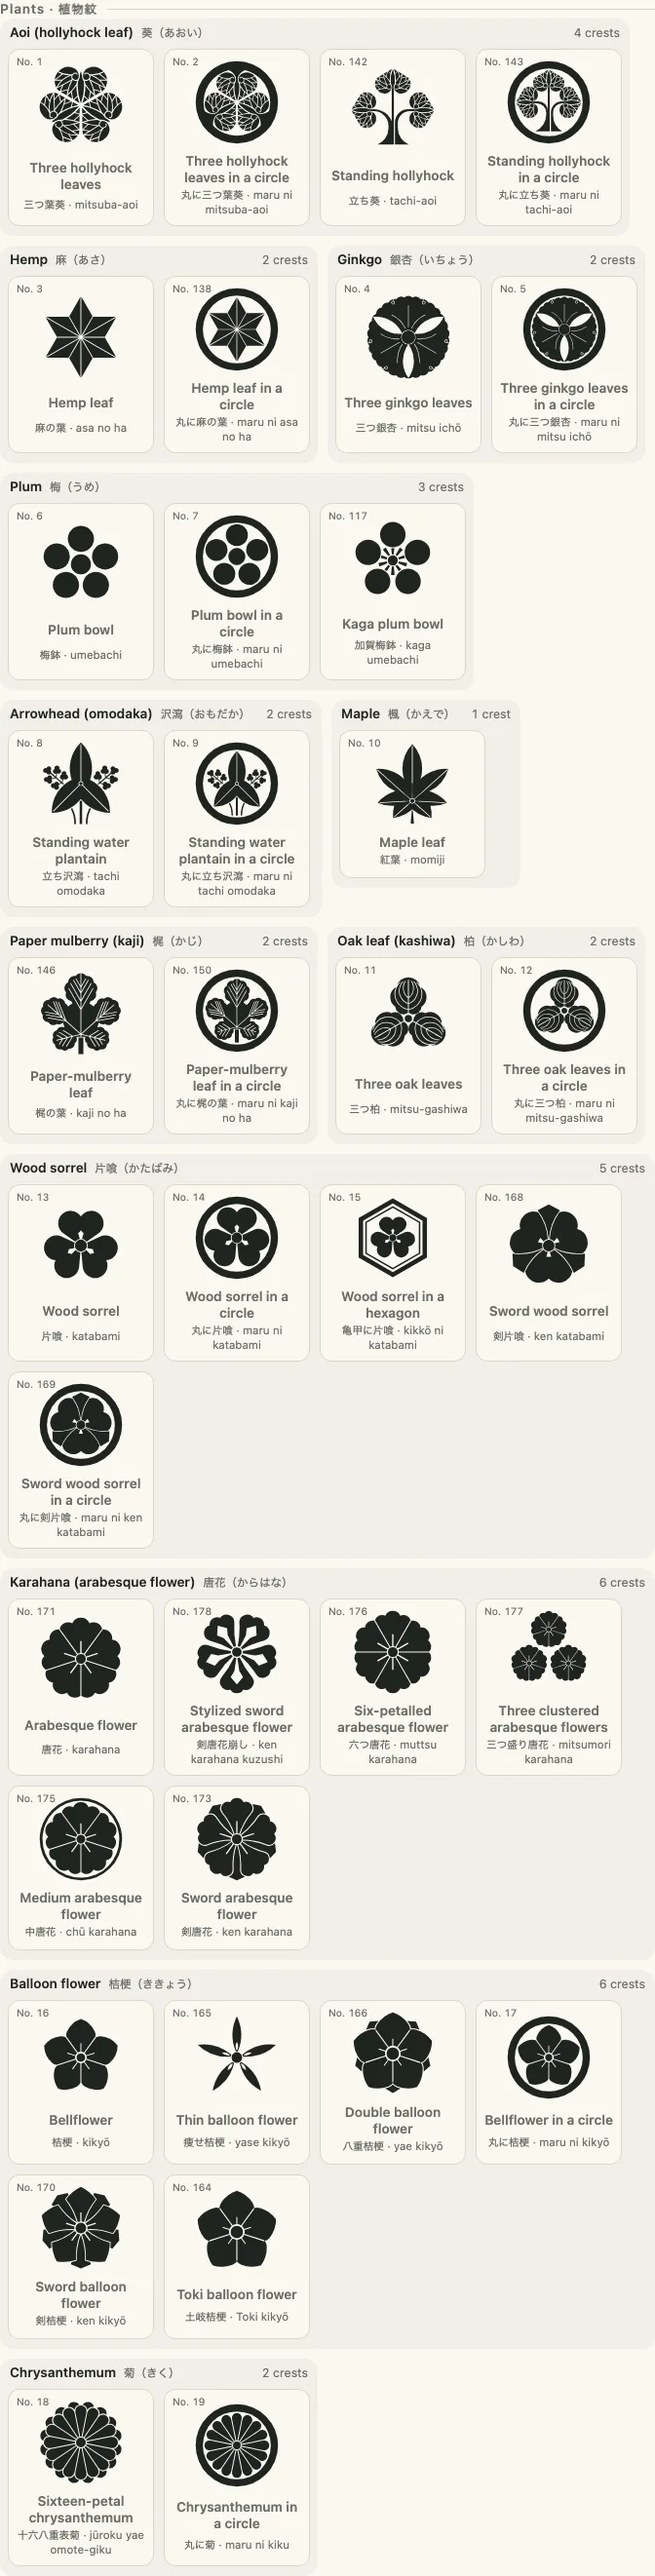 Plants · 植物紋
Aoi (hollyhock leaf) 葵（あおい） 4 crests
No. 1
Three hollyhock
leaves
三つ葉葵 · mitsuba-aoi
No. 2
Three hollyhock
leaves in a circle
丸に三つ葉葵 · maru ni
mitsuba-aoi
No. 142
Standing hollyhock
立ち葵 · tachi-aoi
No. 143
Standing hollyhock
in a circle
丸に立ち葵 · maru ni
tachi-aoi
Hemp 麻（あさ） 2 crests
No. 3
Hemp leaf
麻の葉 · asa no ha
No. 138
Hemp leaf in a
circle
丸に麻の葉 · maru ni asa
no ha
Ginkgo 銀杏（いちょう） 2 crests
No. 4
Three ginkgo leaves
三つ銀杏 · mitsu ichō
No. 5
Three ginkgo leaves
in a circle
丸に三つ銀杏 · maru ni
mitsu ichō
Plum 梅（うめ） 3 crests
No. 6
Plum bowl
梅鉢 · umebachi
No. 7
Plum bowl in a
circle
丸に梅鉢 · maru ni
umebachi
No. 117
Kaga plum bowl
加賀梅鉢 · kaga
umebachi
Arrowhead (omodaka) 沢瀉（おもだか） 2 crests
No. 8
Standing water
plantain
立ち沢瀉 · tachi
omodaka
No. 9
Standing water
plantain in a circle
丸に立ち沢瀉 · maru ni
tachi omodaka
Maple 楓（かえで） 1 crest
No. 10
Maple leaf
紅葉 · momiji
Paper mulberry (kaji) 梶（かじ） 2 crests
No. 146
Paper-mulberry
leaf
梶の葉 · kaji no ha
No. 150
Paper-mulberry
leaf in a circle
丸に梶の葉 · maru ni kaji
no ha
Oak leaf (kashiwa) 柏（かしわ） 2 crests
No. 11
Three oak leaves
三つ柏 · mitsu-gashiwa
No. 12
Three oak leaves in
a circle
丸に三つ柏 · maru ni
mitsu-gashiwa
Wood sorrel 片喰（かたばみ） 5 crests
No. 13
Wood sorrel
片喰 · katabami
No. 14
Wood sorrel in a
circle
丸に片喰 · maru ni
katabami
No. 15
Wood sorrel in a
hexagon
亀甲に片喰 · kikkō ni
katabami
No. 168
Sword wood sorrel
剣片喰 · ken katabami
No. 169
Sword wood sorrel
in a circle
丸に剣片喰 · maru ni ken
katabami
Karahana (arabesque flower) 唐花（からはな） 6 crests
No. 171
Arabesque flower
唐花 · karahana
No. 178
Stylized sword
arabesque flower
剣唐花崩し · ken
karahana kuzushi
No. 176
Six-petalled
arabesque flower
六つ唐花 · muttsu
karahana
No. 177
Three clustered
arabesque flowers
三つ盛り唐花 · mitsumori
karahana
No. 175
Medium arabesque
flower
中唐花 · chū karahana
No. 173
Sword arabesque
flower
剣唐花 · ken karahana
Balloon flower 桔梗（ききょう） 6 crests
No. 16
Bellflower
桔梗 · kikyō
No. 165
Thin balloon flower
痩せ桔梗 · yase kikyō
No. 166
Double balloon
flower
八重桔梗 · yae kikyō
No. 17
Bellflower in a circle
丸に桔梗 · maru ni kikyō
No. 170
Sword balloon
flower
剣桔梗 · ken kikyō
No. 164
Toki balloon flower
土岐桔梗 · Toki kikyō
Chrysanthemum 菊（きく） 2 crests
No. 18
Sixteen-petal
chrysanthemum
十六八重表菊 · jūroku yae
omote-giku
No. 19
Chrysanthemum in
a circle
丸に菊 · maru ni kiku